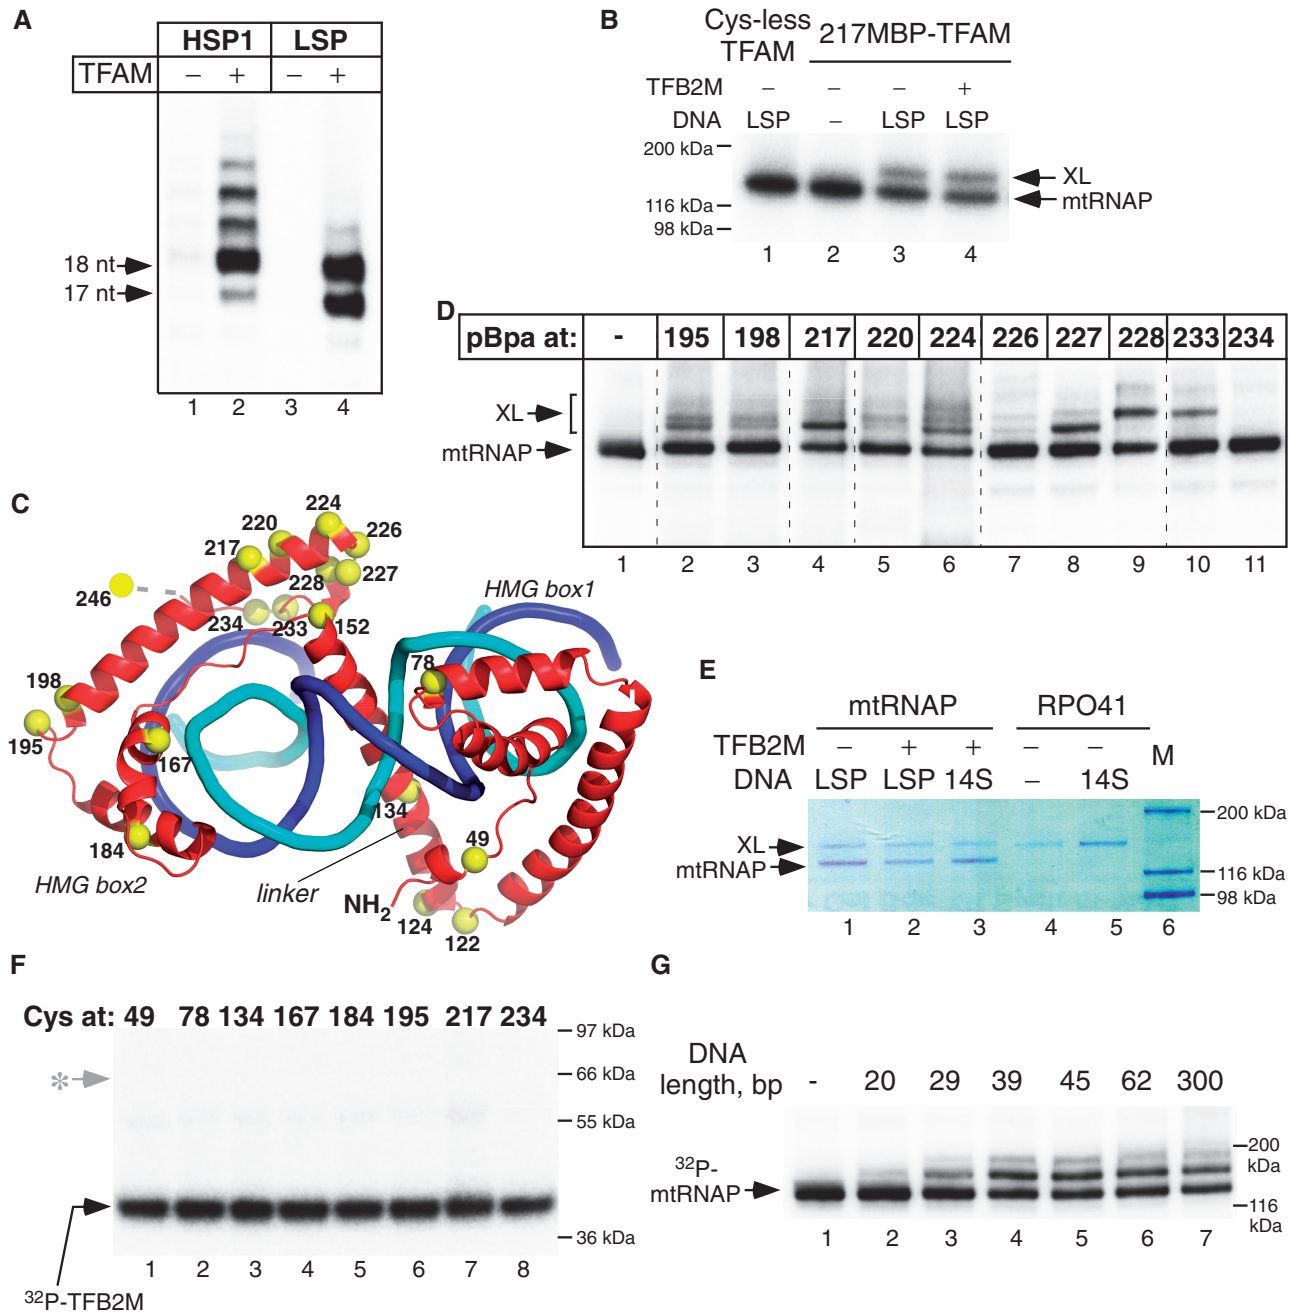 A
HSP1 LSP
TFAM – + – +
18 nt
17 nt
1 2 3 4
B
Cys-less TFAM 217MBP-TFAM
TFB2M – – – +
DNA LSP – LSP LSP
200 kDa
116 kDa
98 kDa
XL
mtRNAP
1 2 3 4
D
pBpa at: - 195 198 217 220 224 226 227 228 233 234
XL
mtRNAP
1 2 3 4 5 6 7 8 9 10 11
C
224
220
226
217
227
228
246
234
233
152
HMG box1
78
198
195
167
184
134
49
HMG box2
linker
NH2
124
122
E
mtRNAP RPO41
TFB2M – + + – –
DNA LSP LSP 14S – 14S M
XL
mtRNAP
200 kDa
116 kDa
98 kDa
1 2 3 4 5 6
F
Cys at: 49 78 134 167 184 195 217 234
*
97 kDa
66 kDa
55 kDa
36 kDa
1 2 3 4 5 6 7 8
32P-TFB2M
G
DNA
length, bp - 20 29 39 45 62 300
32P-
mtRNAP
200
kDa
116
kDa
1 2 3 4 5 6 7